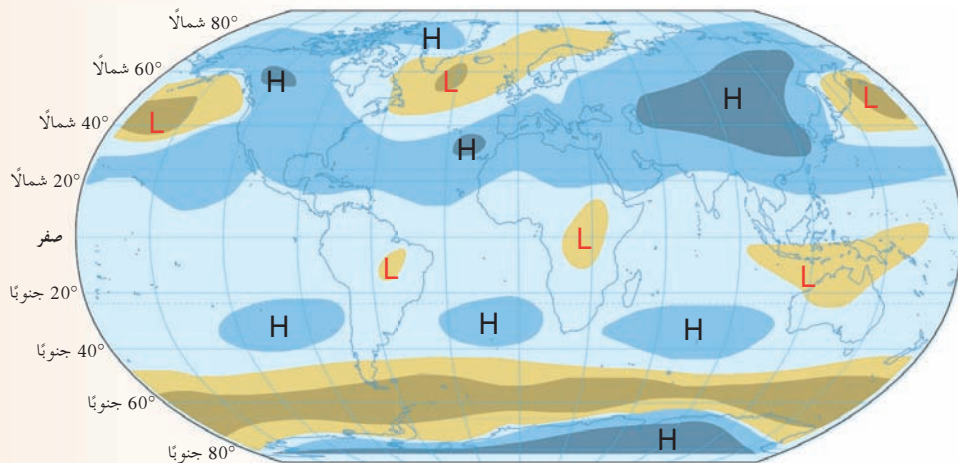 80° شمالًا
H
60° شمالًا
H
L
H
L
40° شمالًا
L
H
20° شمالًا
صفر
L
L
L
20° جنوبًا
H
H
H
40° جنوبًا
60° جنوبًا
H
80° جنوبًا